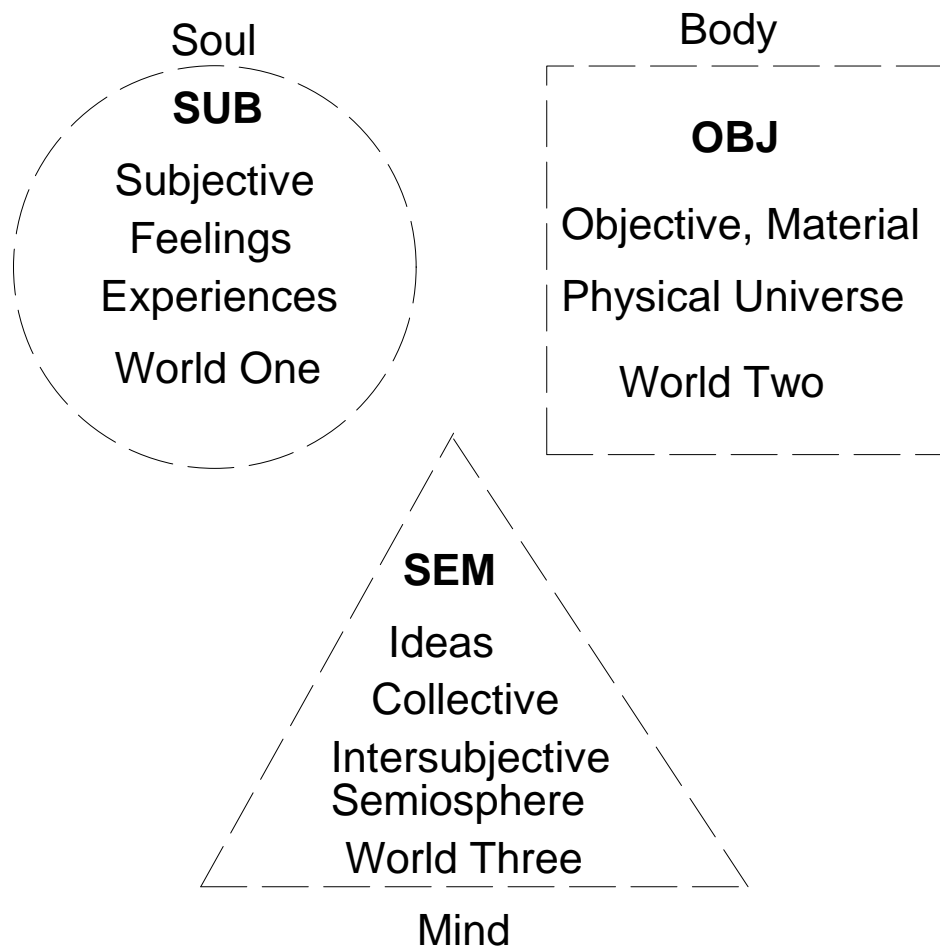 Soul
SUB
Subjective
Feelings
Experiences
World One
Body
OBJ
Objective, Material
Physical Universe
World Two
SEM
Ideas
Collective
Intersubjective
Semiosphere
World Three
Mind